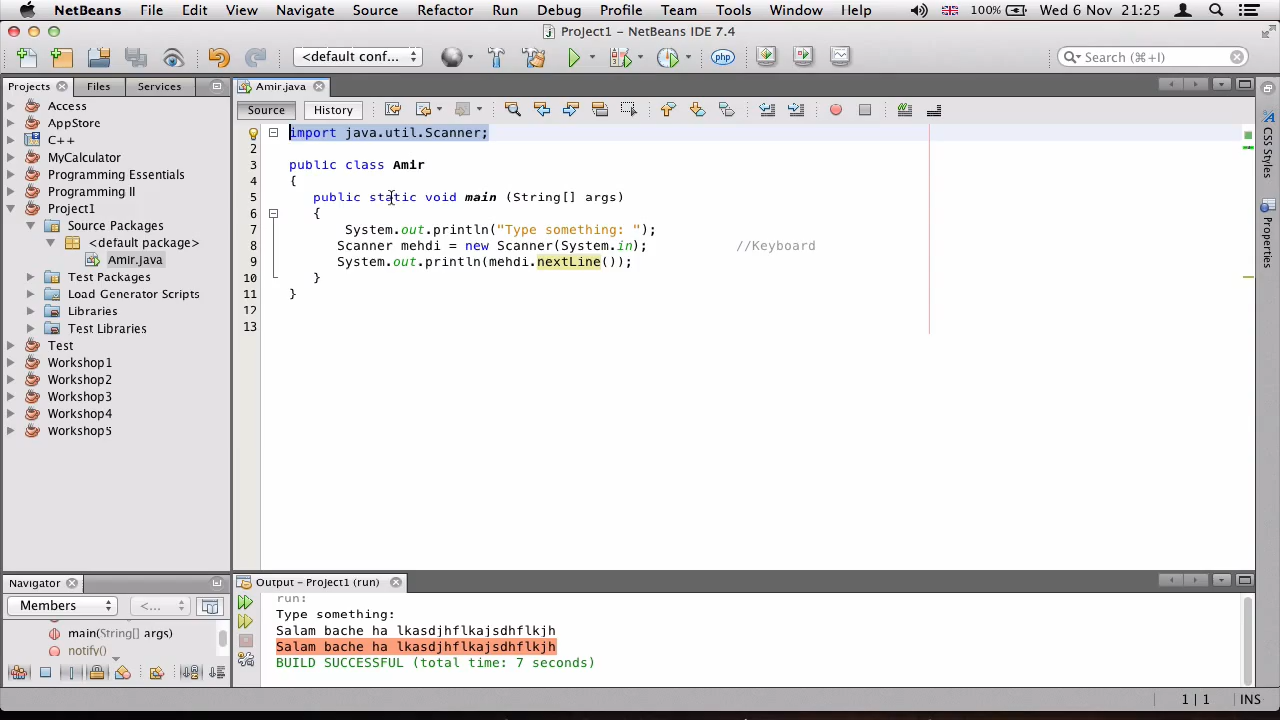 NetBeans File Edit View Navigate Source Refactor Run Debug Profile Team Tools Window Help 100% Wed 6 Nov 21:25
Project1 - NetBeans IDE 7.4
<default conf... php Search (⌘+I)
Projects Files Services
Amir.java
Source History
Access
AppStore
C++
MyCalculator
Programming Essentials
Programming II
Project1
Source Packages
<default package>
Amir.java
Test Packages
Load Generator Scripts
Libraries
Test Libraries
Test
Workshop1
Workshop2
Workshop3
Workshop4
Workshop5
import java.util.Scanner;
2
3 public class Amir
4 {
5 public static void main (String[] args)
6 {
7 System.out.println("Type something: ");
8 Scanner mehdi = new Scanner(System.in); //Keyboard
9 System.out.println(mehdi.nextLine());
10 }
11 }
12
13
CSS Styles
Properties
Navigator
Members <...
main(String[] args)
notify()
Output - Project1 (run)
run:
Type something:
Salam bache ha lkasdjhflkajsdhflkjh
Salam bache ha lkasdjhflkajsdhflkjh
BUILD SUCCESSFUL (total time: 7 seconds)
1 | 1 INS